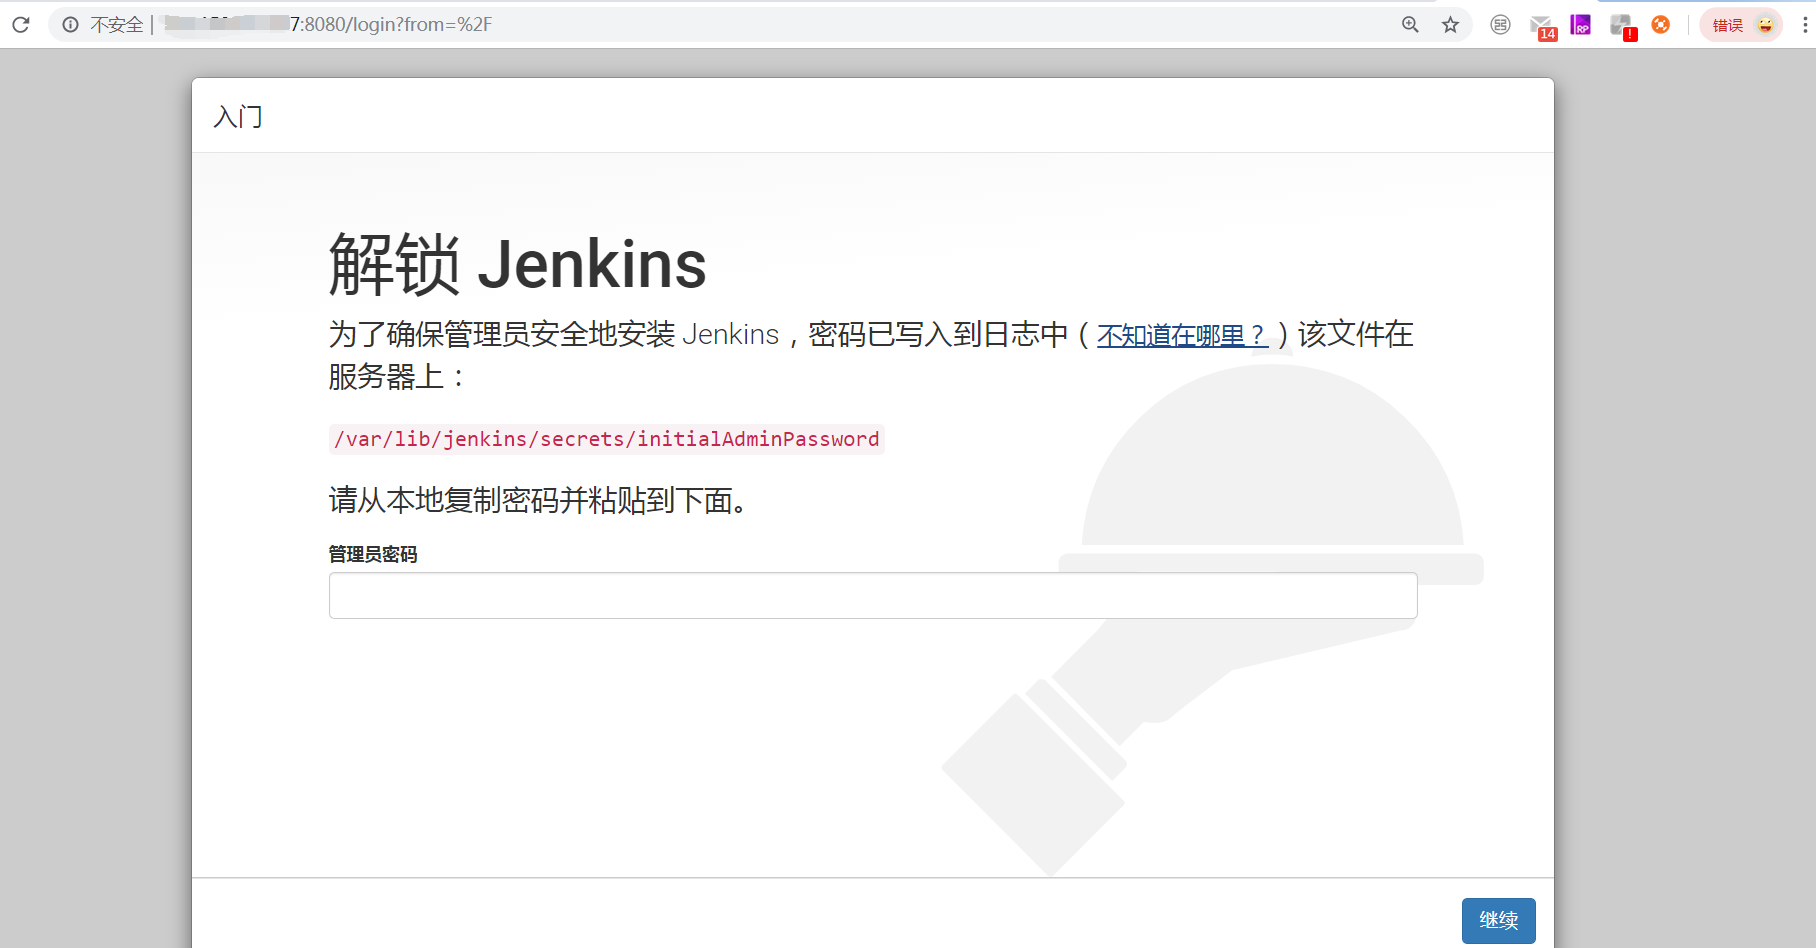 不安全 | 7:8080/login?from=%2F
14
RP
!
错误
入门
解锁 Jenkins
为了确保管理员安全地安装 Jenkins，密码已写入到日志中（不知道在哪里？）该文件在
服务器上：
/var/lib/jenkins/secrets/initialAdminPassword
请从本地复制密码并粘贴到下面。
管理员密码
继续